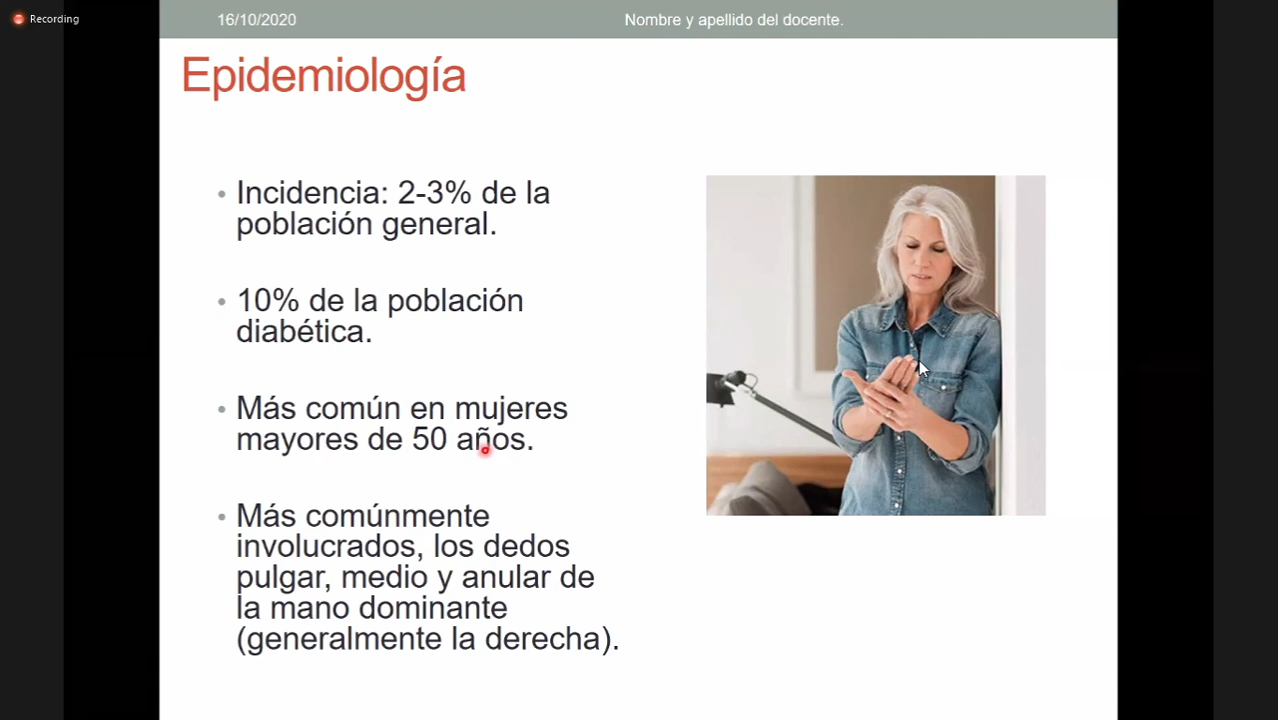 Recording
16/10/2020
Nombre y apellido del docente.
Epidemiología
• Incidencia: 2-3% de la
población general.
• 10% de la población
diabética.
• Más común en mujeres
mayores de 50 años.
• Más comúnmente
involucrados, los dedos
pulgar, medio y anular de
la mano dominante
(generalmente la derecha).